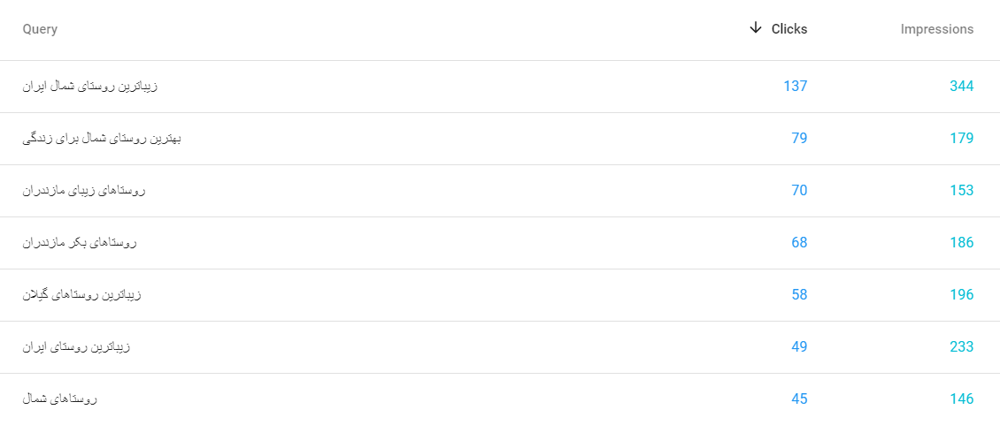 Query Clicks Impressions
زیباترین روستای شمال ایران 137 344
بهترین روستای شمال برای زندگی 79 179
روستاهای زیبای مازندران 70 153
روستاهای بکر مازندران 68 186
زیباترین روستاهای گیلان 58 196
زیباترین روستای ایران 49 233
روستاهای شمال 45 146